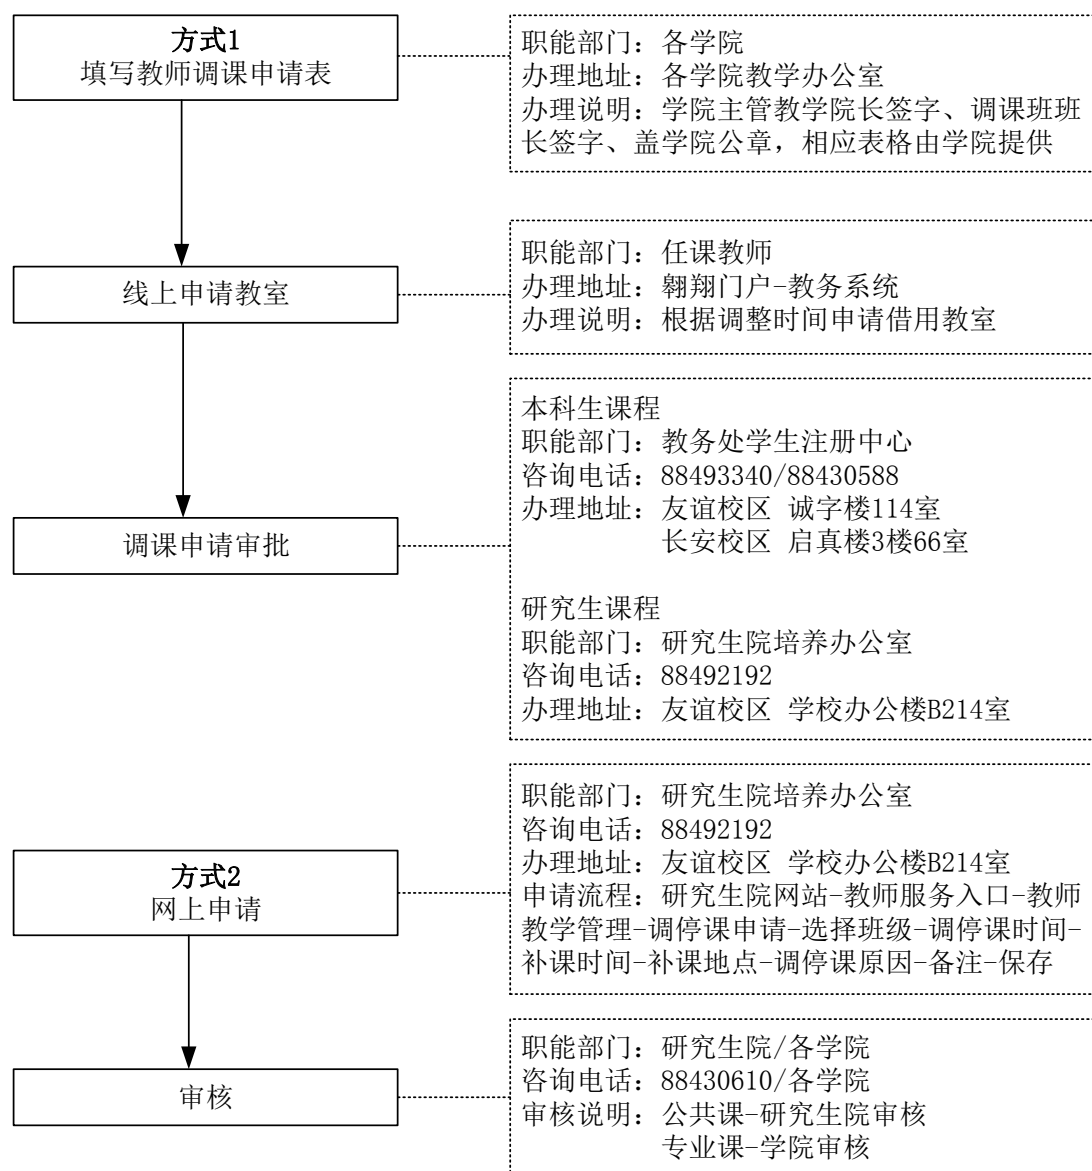 方式1
填写教师调课申请表
职能部门：各学院
办理地址：各学院教学办公室
办理说明：学院主管教学院长签字、调课班班
长签字、盖学院公章，相应表格由学院提供
线上申请教室
职能部门：任课教师
办理地址：翱翔门户-教务系统
办理说明：根据调整时间申请借用教室
调课申请审批
本科生课程
职能部门：教务处学生注册中心
咨询电话：88493340/88430588
办理地址：友谊校区 诚字楼114室
长安校区 启真楼3楼66室
研究生课程
职能部门：研究生院培养办公室
咨询电话：88492192
办理地址：友谊校区 学校办公楼B214室
方式2
网上申请
职能部门：研究生院培养办公室
咨询电话：88492192
办理地址：友谊校区 学校办公楼B214室
申请流程：研究生院网站-教师服务入口-教师
教学管理-调停课申请-选择班级-调停课时间-
补课时间-补课地点-调停课原因-备注-保存
审核
职能部门：研究生院/各学院
咨询电话：88430610/各学院
审核说明：公共课-研究生院审核
专业课-学院审核